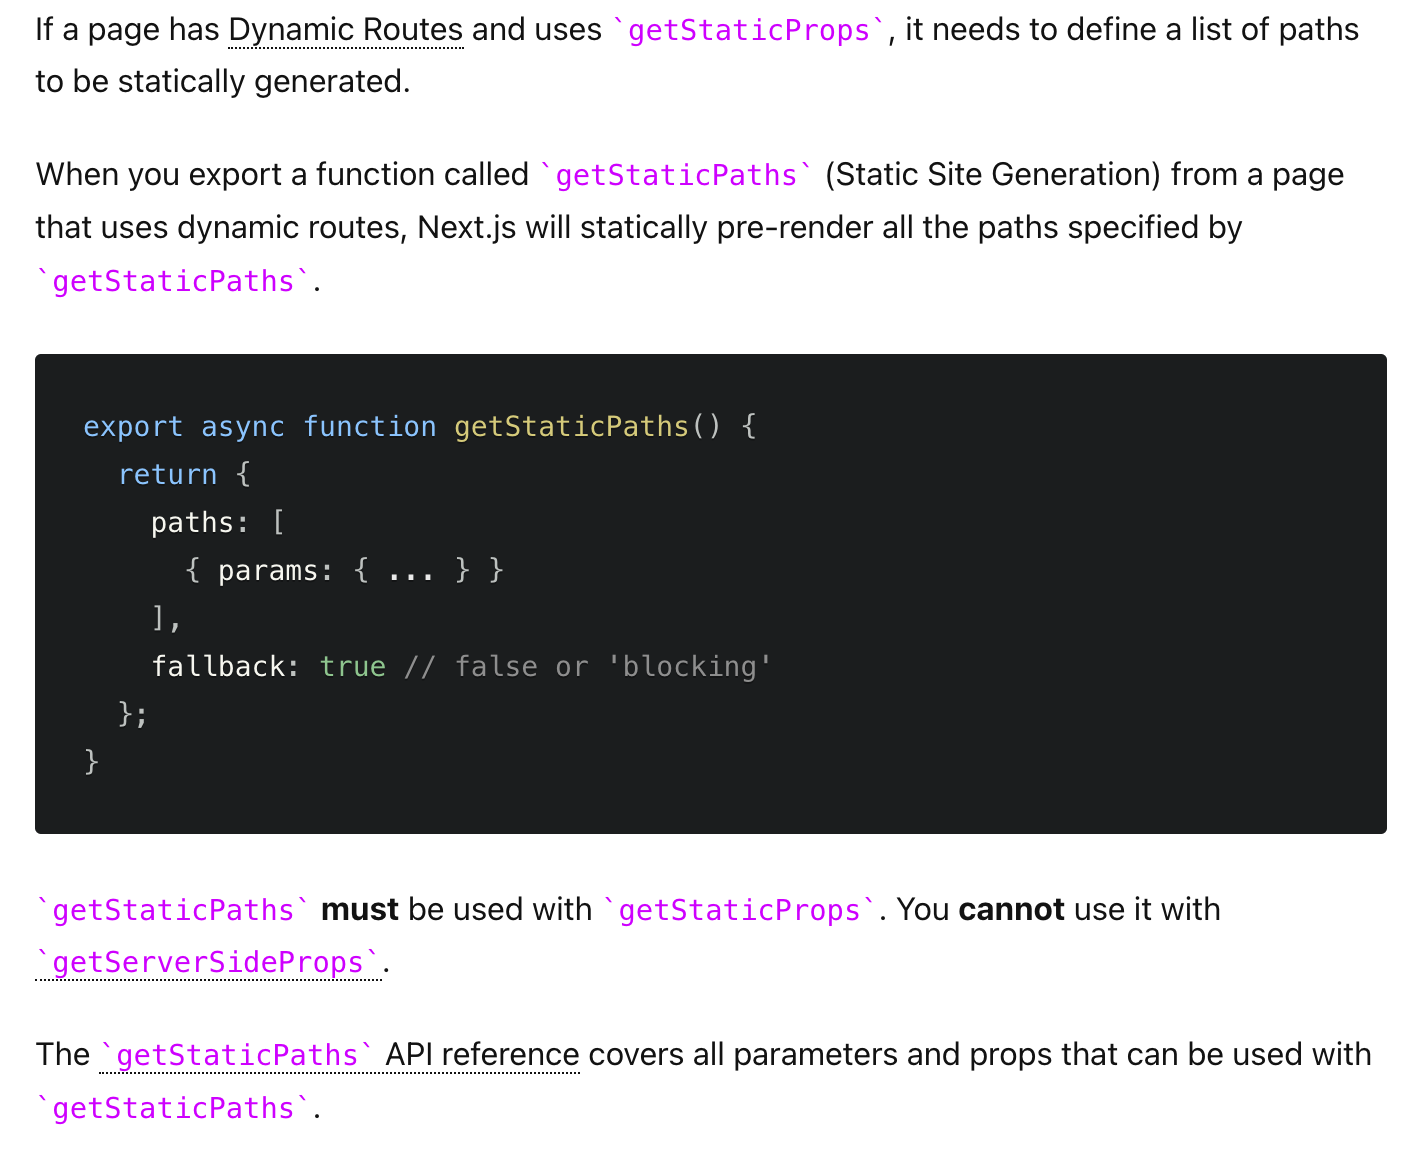 If a page has Dynamic Routes and uses `getStaticProps`, it needs to define a list of paths
to be statically generated.
When you export a function called `getStaticPaths` (Static Site Generation) from a page
that uses dynamic routes, Next.js will statically pre-render all the paths specified by
`getStaticPaths`.
export async function getStaticPaths() {
  return {
    paths: [
      { params: { ... } }
    ],
    fallback: true // false or 'blocking'
  };
}
`getStaticPaths` must be used with `getStaticProps`. You cannot use it with
`getServerSideProps`.
The `getStaticPaths` API reference covers all parameters and props that can be used with
`getStaticPaths`.